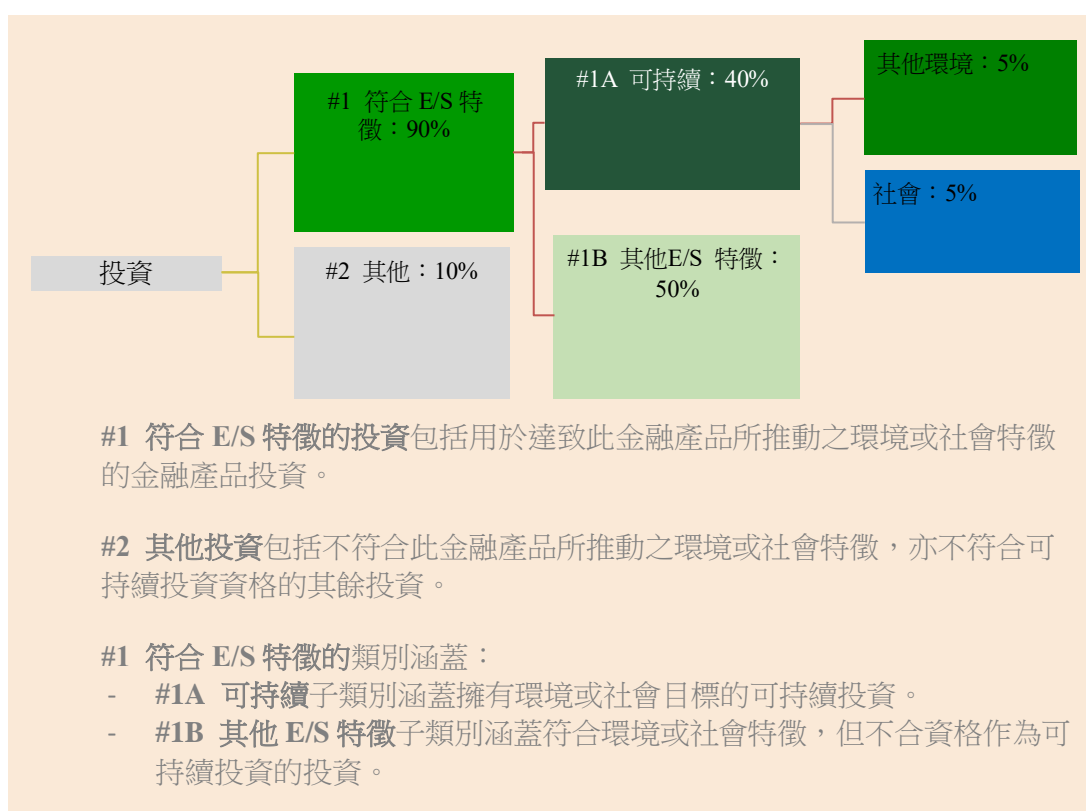 #1 符合 E/S 特
徵：90%
#1A 可持續：40%
其他環境：5%
社會：5%
投資
#2 其他：10%
#1B 其他E/S 特徵：
50%
#1 符合 E/S 特徵的投資包括用於達致此金融產品所推動之環境或社會特徵
的金融產品投資。
#2 其他投資包括不符合此金融產品所推動之環境或社會特徵，亦不符合可
持續投資資格的其餘投資。
#1 符合 E/S 特徵的類別涵蓋：
- #1A 可持續子類別涵蓋擁有環境或社會目標的可持續投資。
- #1B 其他 E/S 特徵子類別涵蓋符合環境或社會特徵，但不合資格作為可
持續投資的投資。